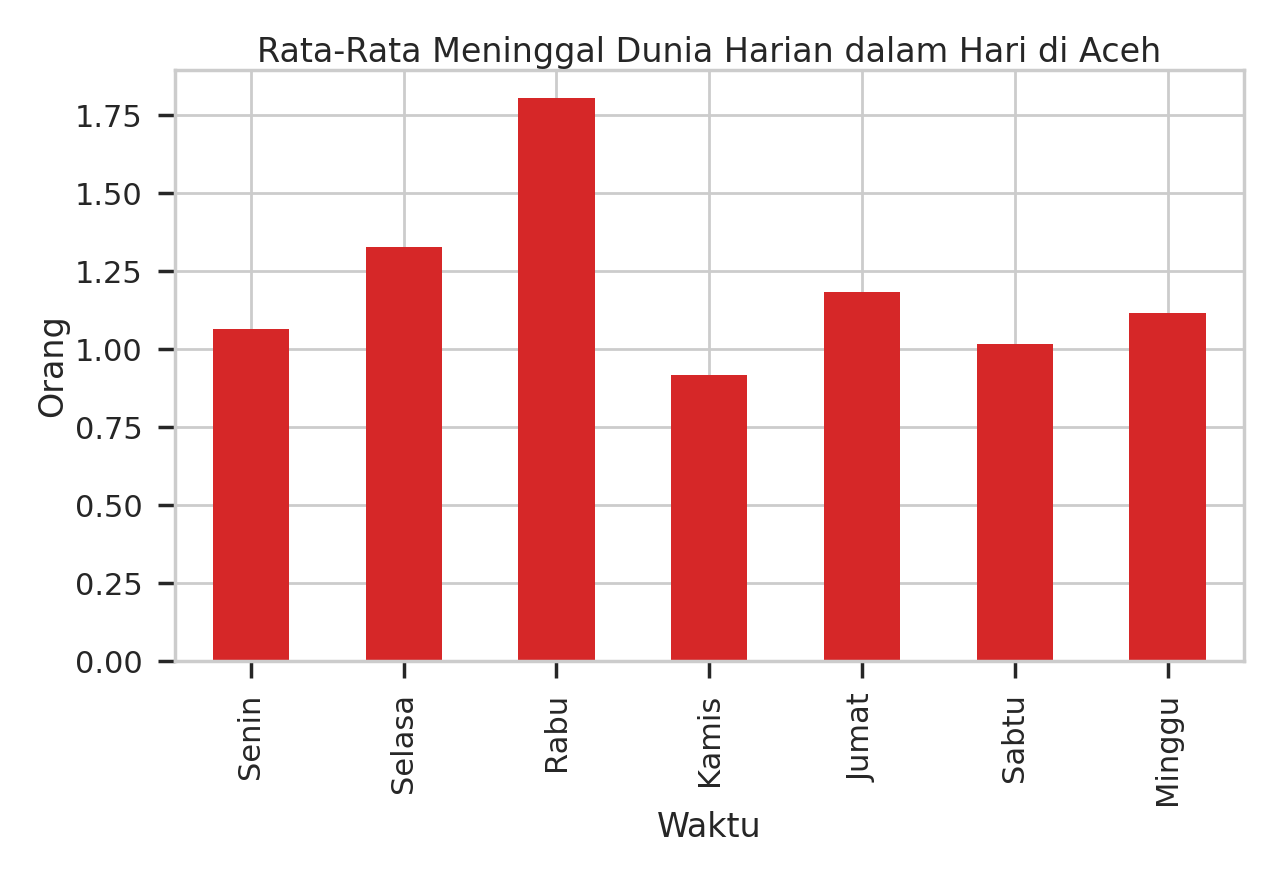 Rata-Rata Meninggal Dunia Harian dalam Hari di Aceh
1.75
1.50
1.25
1.00
0.75
0.50
0.25
0.00
Orang
Senin
Selasa
Rabu
Kamis
Jumat
Sabtu
Minggu
Waktu